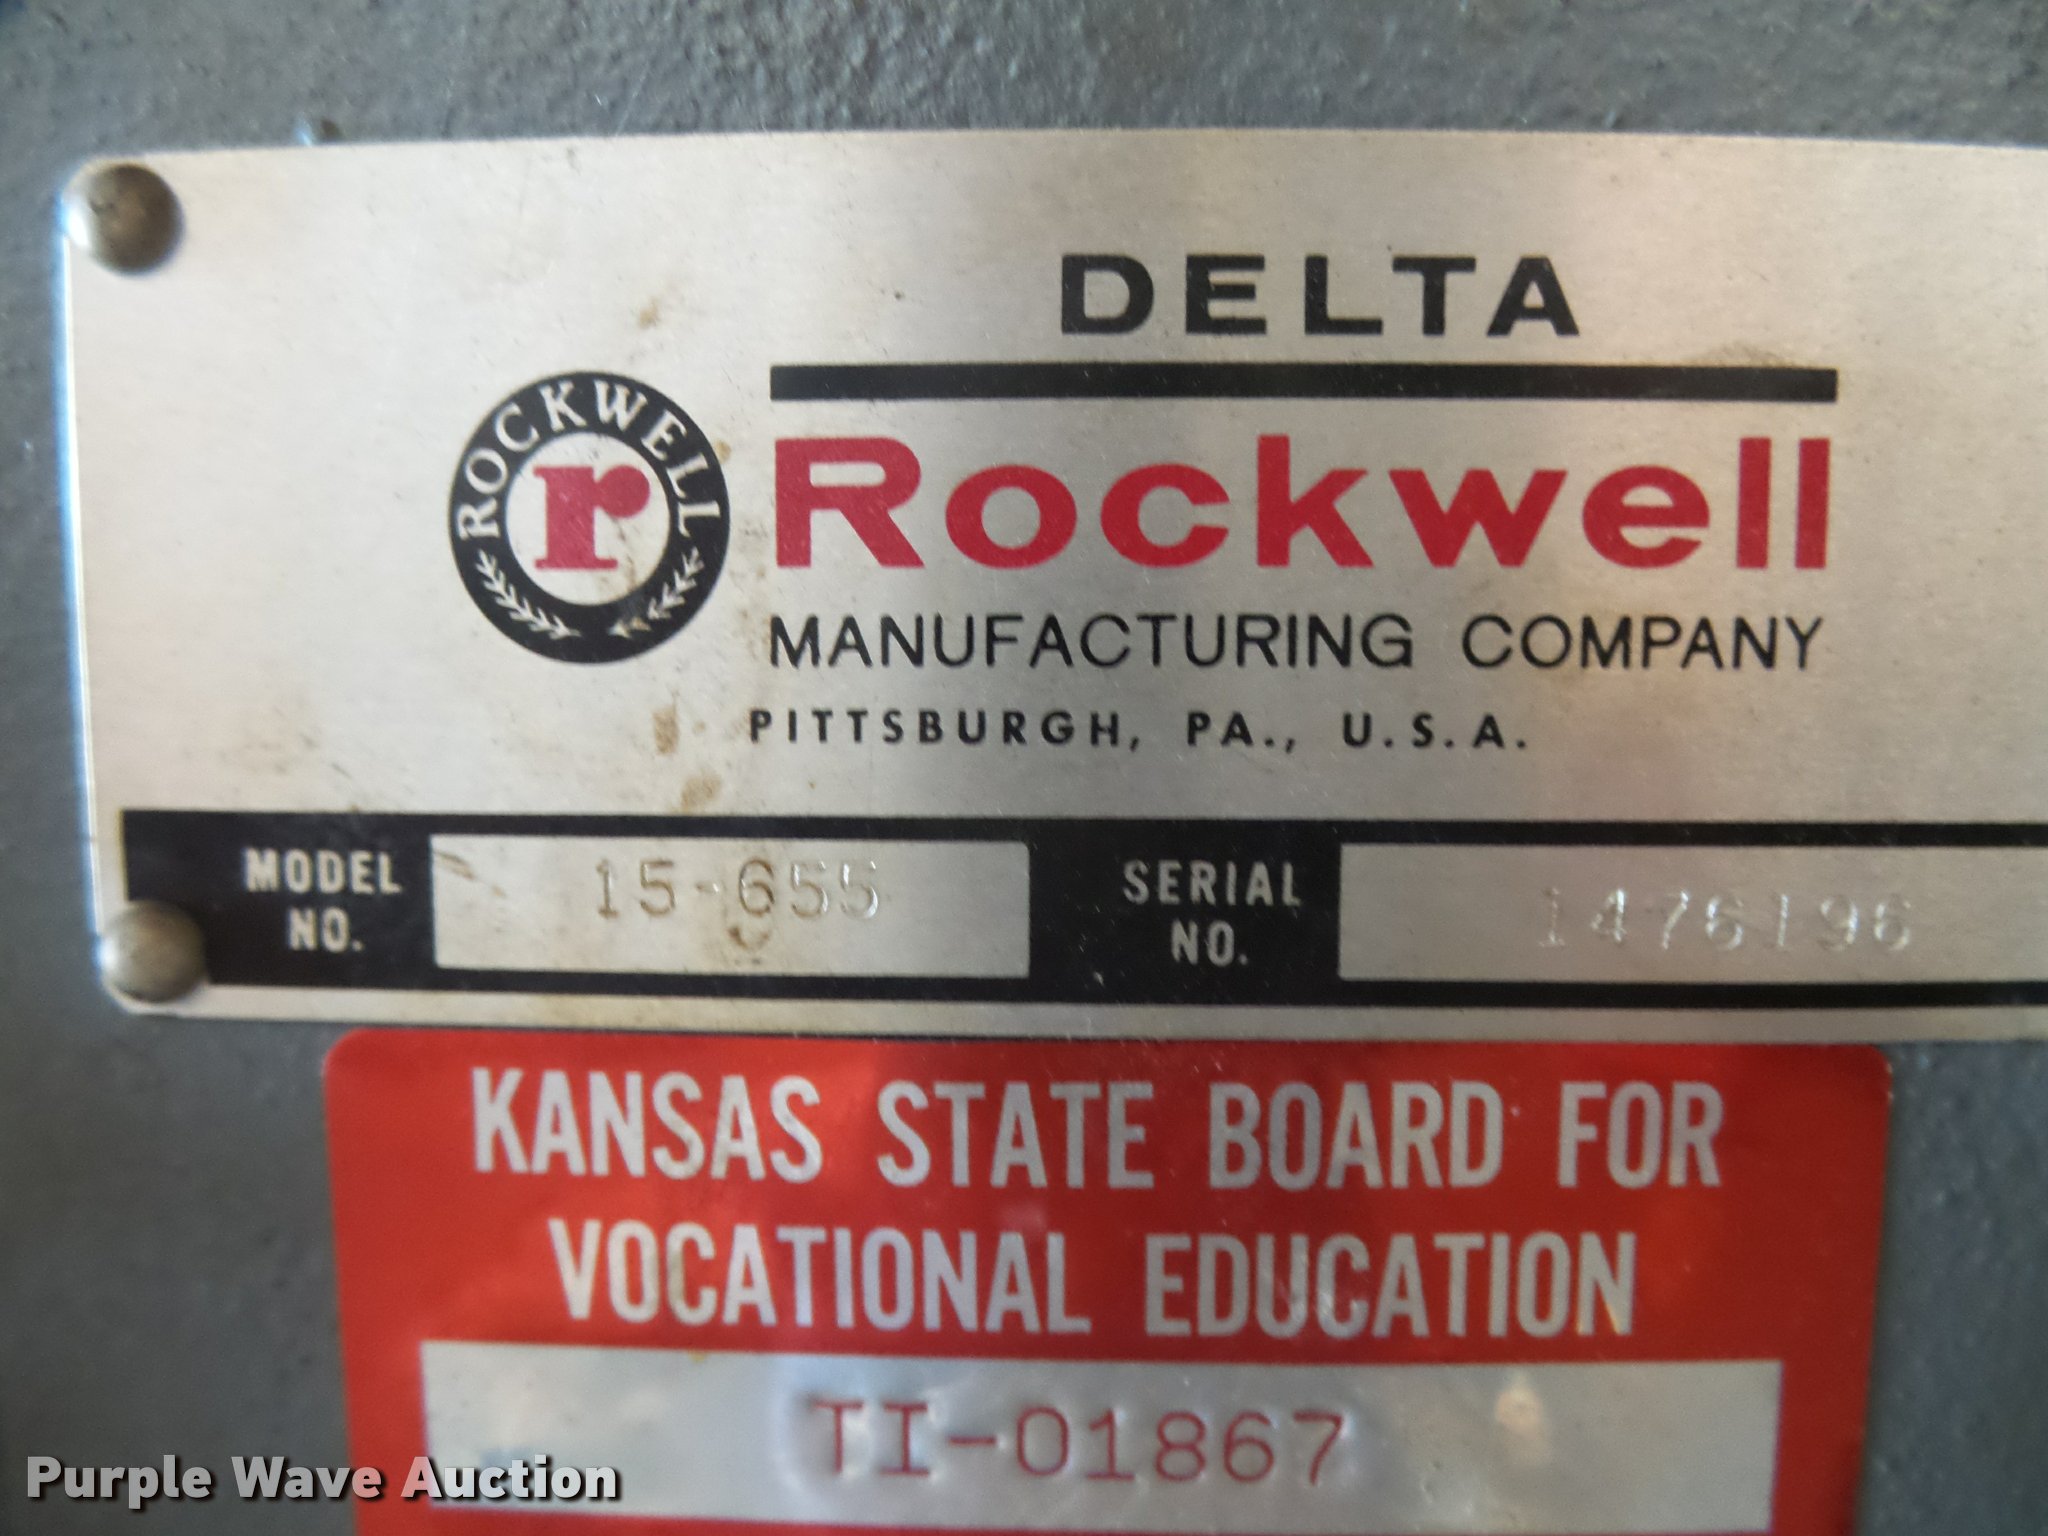 DELTA
ROCKWELL
r
Rockwell
MANUFACTURING COMPANY
PITTSBURGH, PA., U.S.A.
MODEL NO. 15-655 SERIAL NO. 1476196
KANSAS STATE BOARD FOR
VOCATIONAL EDUCATION
TI-01867
Purple Wave Auction